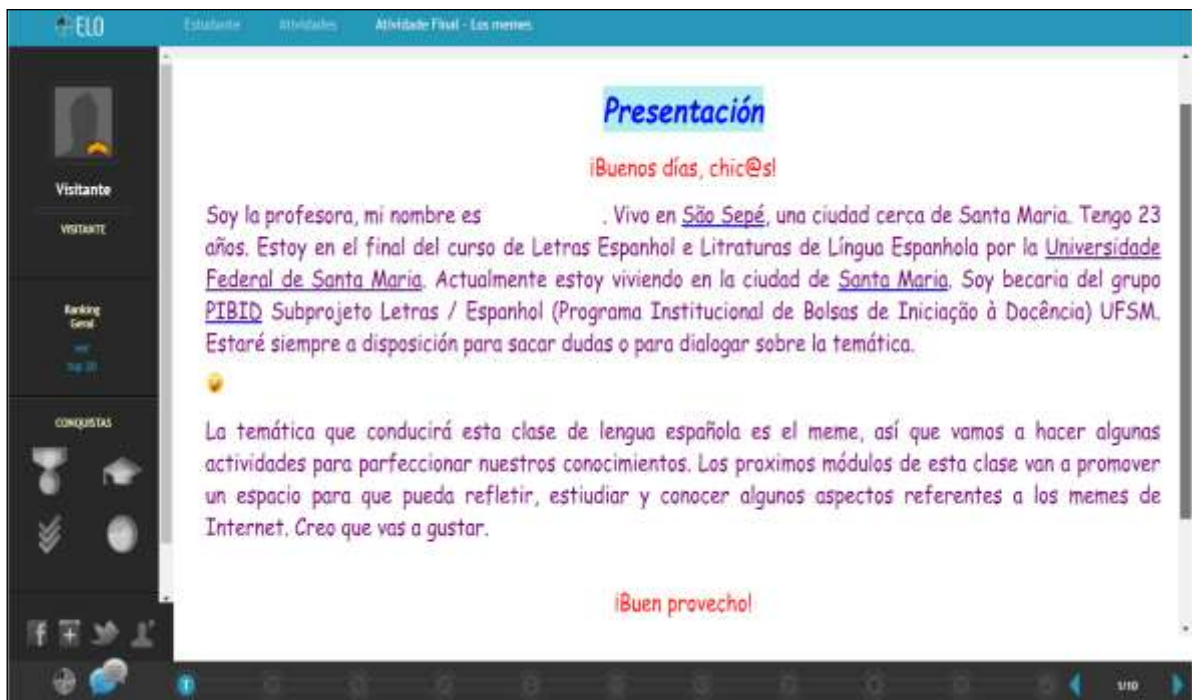 ELO
Estudante Atividades Atividade Final - Los memes
Visitante
VISITANTE
Ranking
Geral
Top 20
CONQUISTAS
Presentación
¡Buenos días, chic@s!
Soy la profesora, mi nombre es . Vivo en São Sepé, una ciudad cerca de Santa Maria. Tengo 23
años. Estoy en el final del curso de Letras Espanhol e Litraturas de Língua Espanhola por la Universidade
Federal de Santa Maria. Actualmente estoy viviendo en la ciudad de Santa Maria. Soy becaria del grupo
PIBID Subprojeto Letras / Espanhol (Programa Institucional de Bolsas de Iniciação à Docência) UFSM.
Estaré siempre a disposición para sacar dudas o para dialogar sobre la temática.
La temática que conducirá esta clase de lengua española es el meme, así que vamos a hacer algunas
actividades para parfeccionar nuestros conocimientos. Los proximos módulos de esta clase van a promover
un espacio para que pueda refletir, estiudiar y conocer algunos aspectos referentes a los memes de
Internet. Creo que vas a gustar.
¡Buen provecho!
1/10